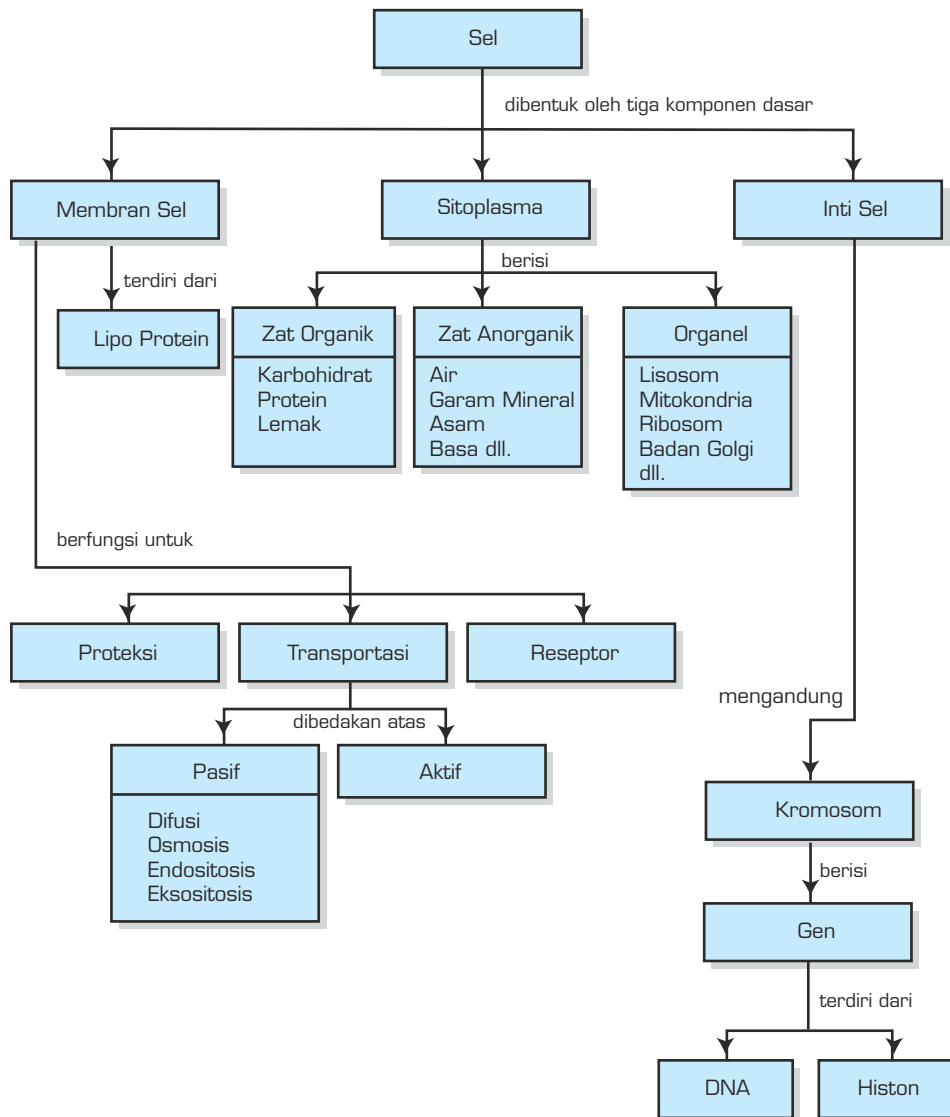 Sel
dibentuk oleh tiga komponen dasar
Membran Sel
Sitoplasma
Inti Sel
terdiri dari
berisi
Lipo Protein
Zat Organik
Karbohidrat
Protein
Lemak
Zat Anorganik
Air
Garam Mineral
Asam
Basa dll.
Organel
Lisosom
Mitokondria
Ribosom
Badan Golgi
dll.
berfungsi untuk
Proteksi
Transportasi
Reseptor
dibedakan atas
Pasif
Difusi
Osmosis
Endositosis
Eksositosis
Aktif
mengandung
Kromosom
berisi
Gen
terdiri dari
DNA
Histon